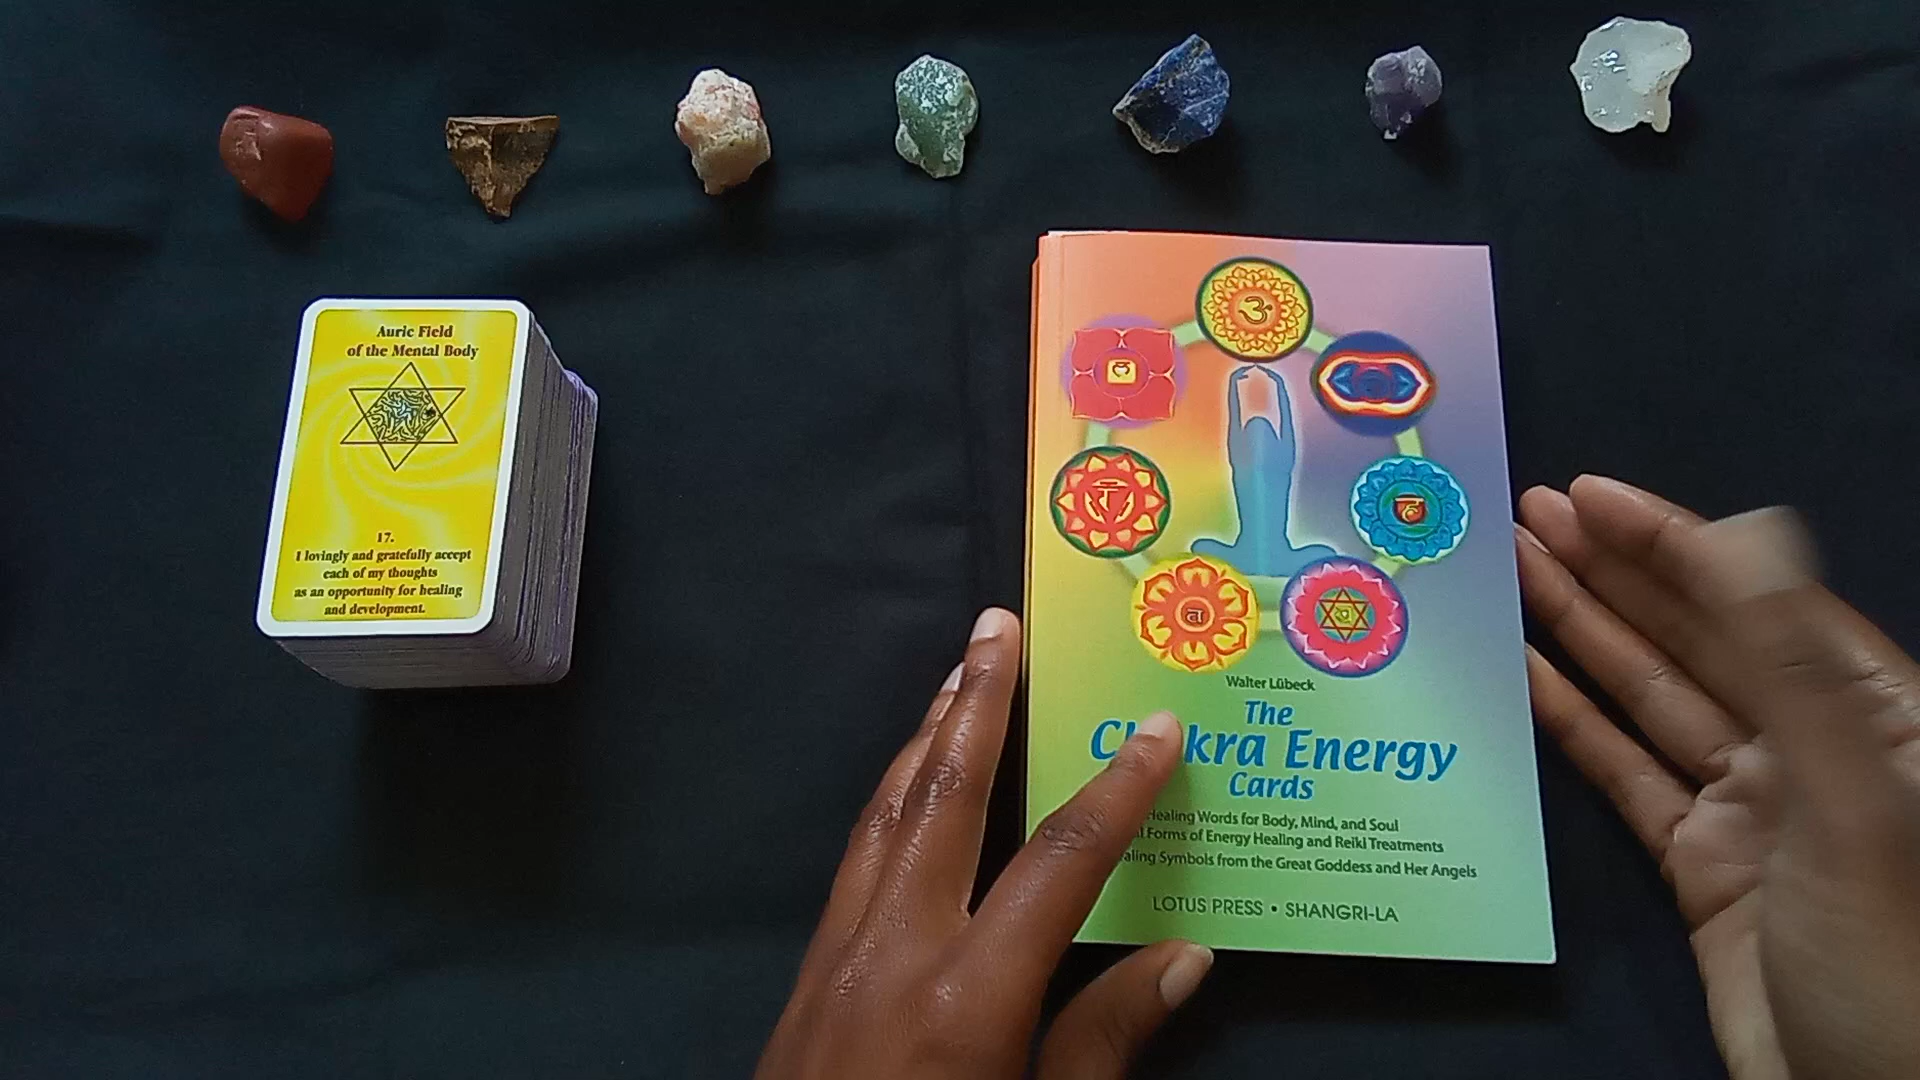 Auric Field
of the Mental Body
17.
I lovingly and gratefully accept
each of my thoughts
as an opportunity for healing
and development.
Walter Lübeck
The
Energy
Cards
Healing Words for Body, Mind, and Soul
Forms of Energy Healing and Reiki Treatments
Symbols from the Great Goddess and Her Angels
LOTUS PRESS • SHANGRI-LA